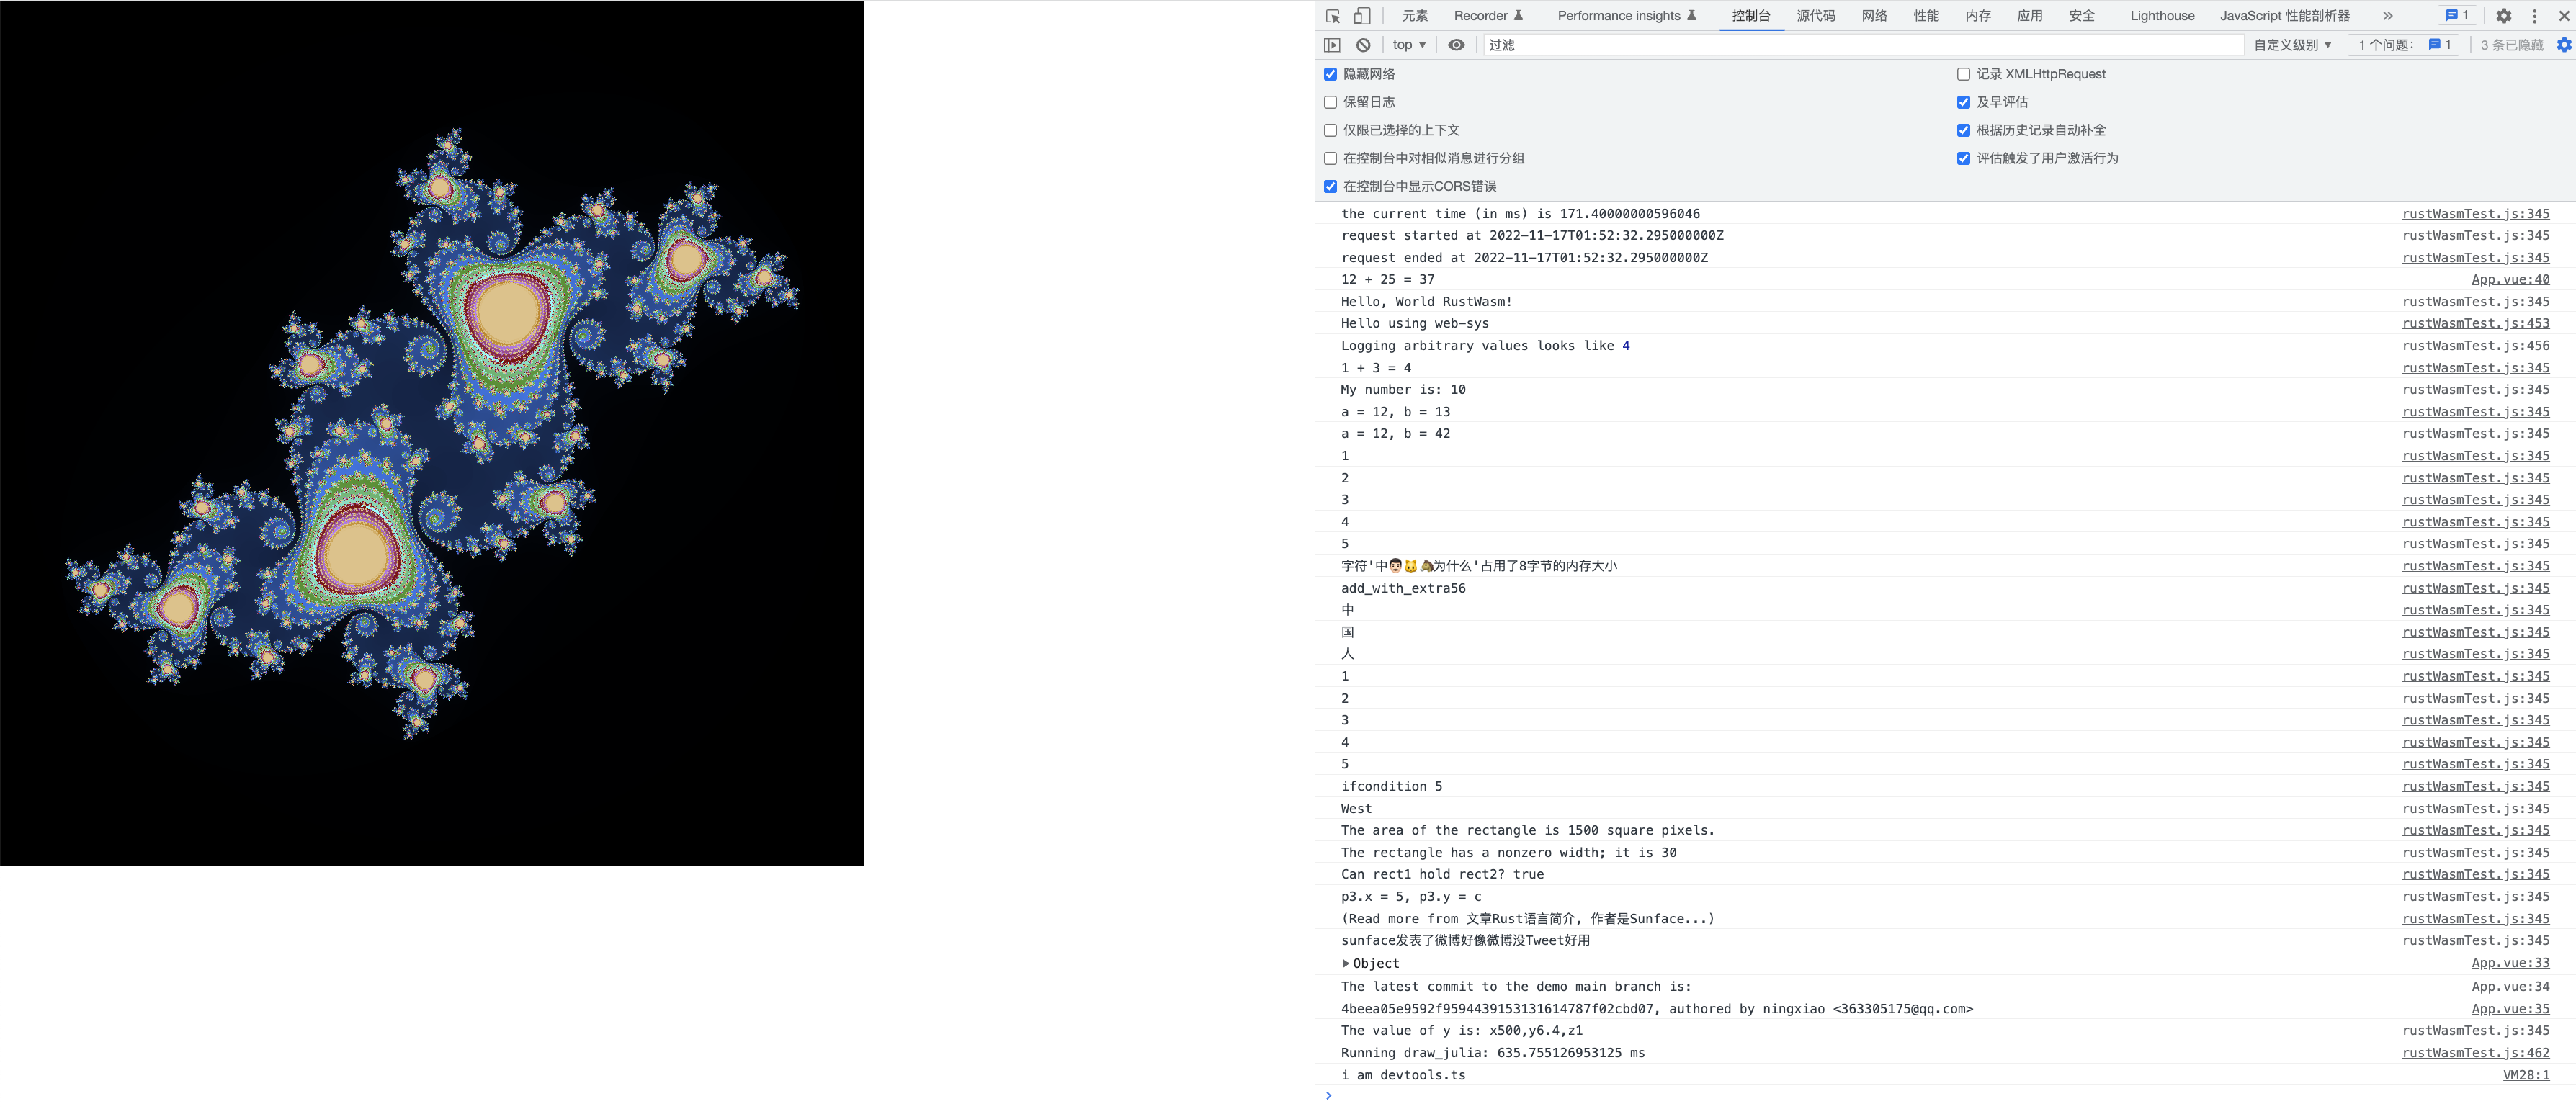 元素 Recorder Performance insights 控制台 源代码 网络 性能 内存 应用 安全 Lighthouse JavaScript 性能剖析器 » 1
top ▼ 过滤 自定义级别 ▼ 1 个问题: 1 3 条已隐藏
隐藏网络 记录 XMLHttpRequest
保留日志 及早评估
仅限已选择的上下文 根据历史记录自动补全
在控制台中对相似消息进行分组 评估触发了用户激活行为
在控制台中显示CORS错误
the current time (in ms) is 171.40000000596046 rustWasmTest.js:345
request started at 2022-11-17T01:52:32.295000000Z rustWasmTest.js:345
request ended at 2022-11-17T01:52:32.295000000Z rustWasmTest.js:345
12 + 25 = 37 App.vue:40
Hello, World RustWasm! rustWasmTest.js:345
Hello using web-sys rustWasmTest.js:453
Logging arbitrary values looks like 4 rustWasmTest.js:456
1 + 3 = 4 rustWasmTest.js:345
My number is: 10 rustWasmTest.js:345
a = 12, b = 13 rustWasmTest.js:345
a = 12, b = 42 rustWasmTest.js:345
1 rustWasmTest.js:345
2 rustWasmTest.js:345
3 rustWasmTest.js:345
4 rustWasmTest.js:345
5 rustWasmTest.js:345
字符'中👨🏻🐱🐴为什么'占用了8字节的内存大小 rustWasmTest.js:345
add_with_extra56 rustWasmTest.js:345
中 rustWasmTest.js:345
国 rustWasmTest.js:345
人 rustWasmTest.js:345
1 rustWasmTest.js:345
2 rustWasmTest.js:345
3 rustWasmTest.js:345
4 rustWasmTest.js:345
5 rustWasmTest.js:345
ifcondition 5 rustWasmTest.js:345
West rustWasmTest.js:345
The area of the rectangle is 1500 square pixels. rustWasmTest.js:345
The rectangle has a nonzero width; it is 30 rustWasmTest.js:345
Can rect1 hold rect2? true rustWasmTest.js:345
p3.x = 5, p3.y = c rustWasmTest.js:345
(Read more from 文章Rust语言简介, 作者是Sunface...) rustWasmTest.js:345
sunface发表了微博好像微博没Tweet好用 rustWasmTest.js:345
▶ Object App.vue:33
The latest commit to the demo main branch is: App.vue:34
4beea05e9592f9594439153131614787f02cbd07, authored by ningxiao <363305175@qq.com> App.vue:35
The value of y is: x500,y6.4,z1 rustWasmTest.js:345
Running draw_julia: 635.755126953125 ms rustWasmTest.js:462
i am devtools.ts VM28:1